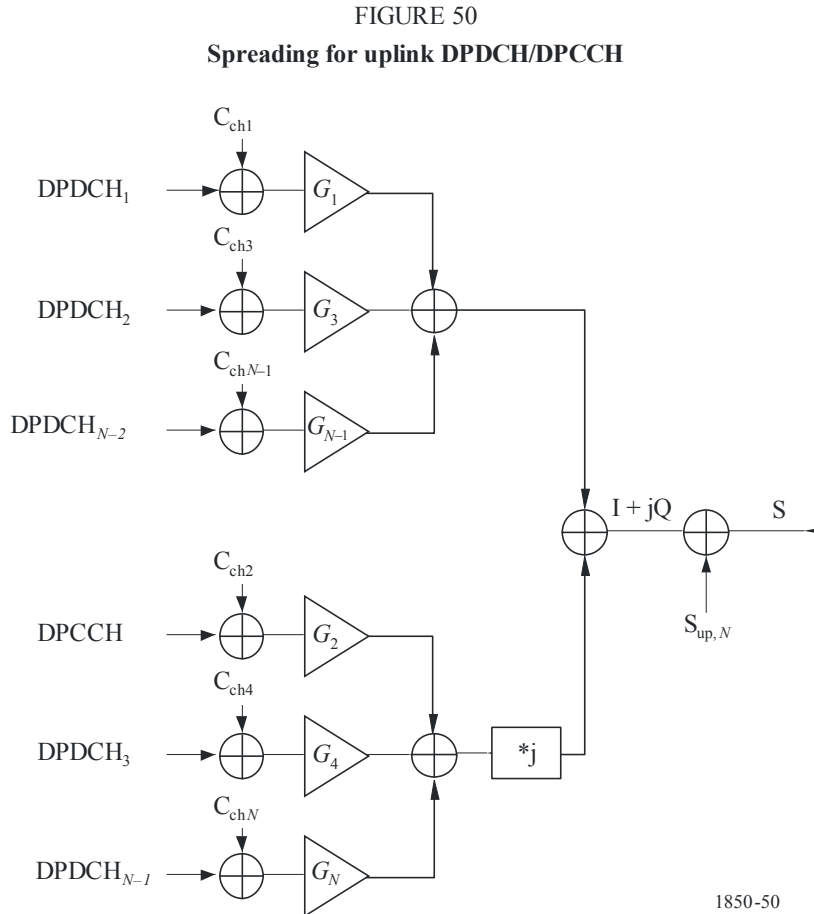 FIGURE 50
Spreading for uplink DPDCH/DPCCH
C_ch1
DPDCH_1
G_1
C_ch3
DPDCH_2
G_3
C_chN–1
DPDCH_N–2
G_N–1
I + jQ
S
S_up, N
C_ch2
DPCCH
G_2
C_ch4
DPDCH_3
G_4
*j
C_chN
DPDCH_N–1
G_N
1850-50